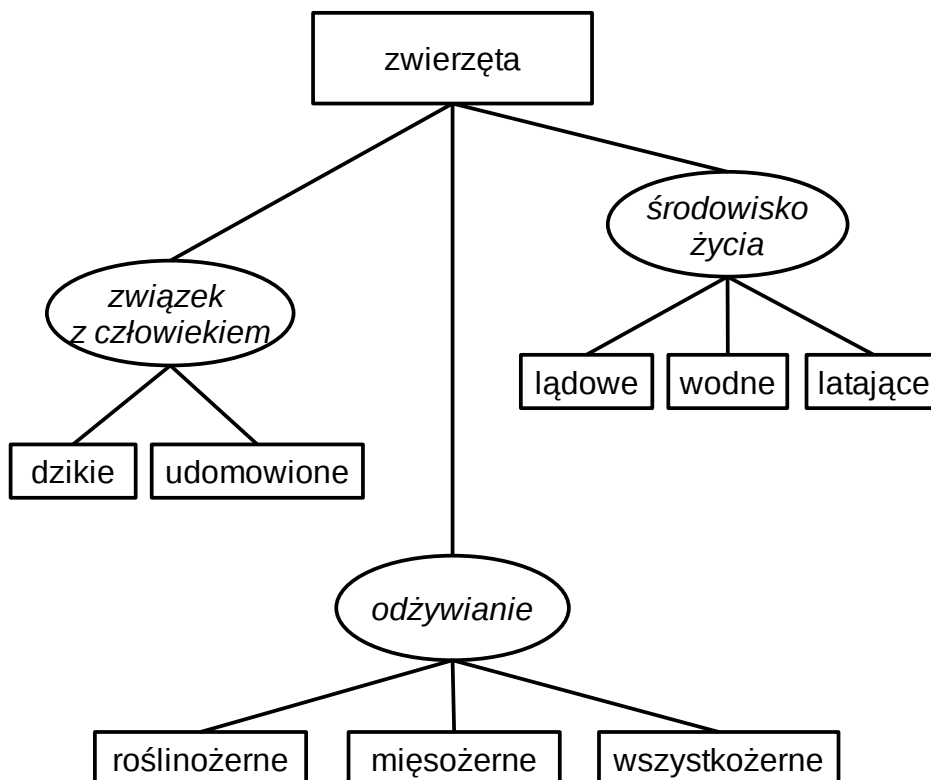 zwierzęta
środowisko
życia
związek
z człowiekiem
lądowe
wodne
latające
dzikie
udomowione
odżywianie
roślinożerne
mięsożerne
wszystkożerne